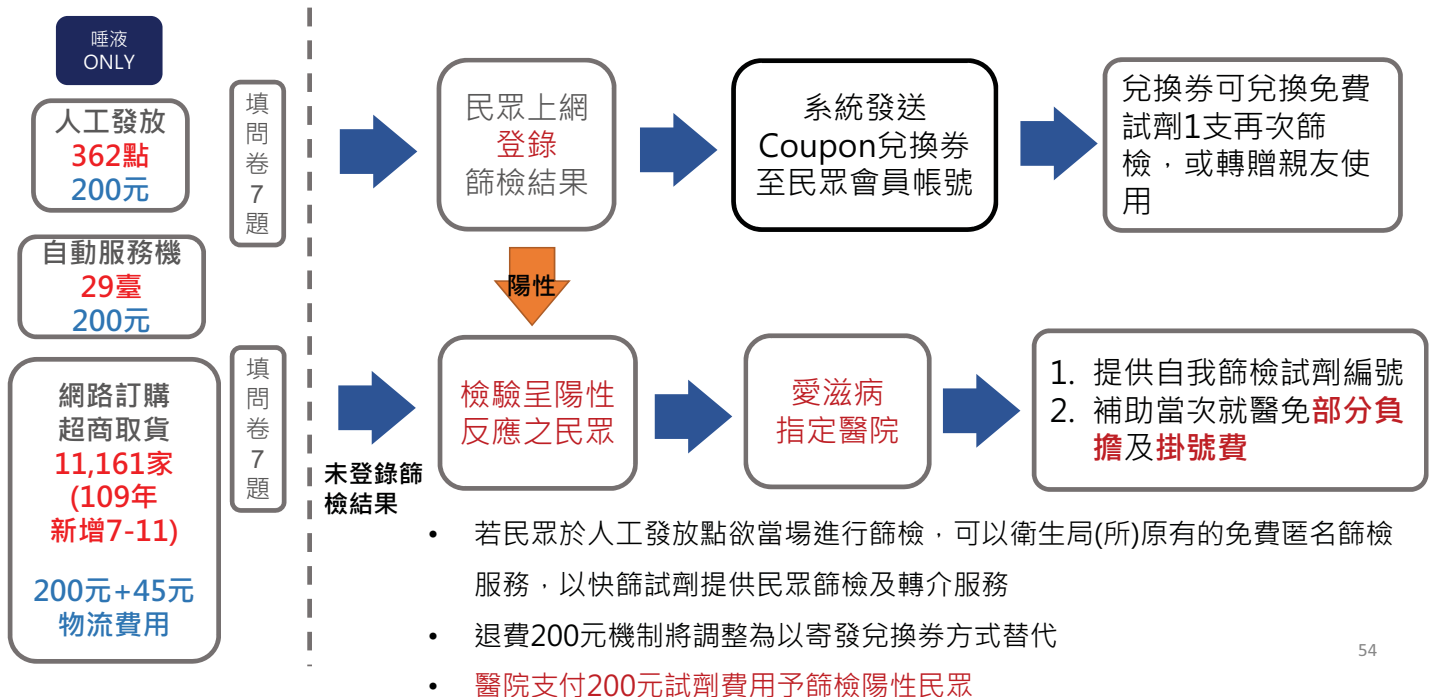 唾液
ONLY
人工發放
362點
200元
填
問
卷
7
題
自動服務機
29臺
200元
網路訂購
超商取貨
11,161家
(109年
新增7-11)
200元+45元
物流費用
填
問
卷
7
題
民眾上網
登錄
篩檢結果
系統發送
Coupon兌換券
至民眾會員帳號
兌換券可兌換免費
試劑1支再次篩
檢，或轉贈親友使
用
陽性
未登錄篩
檢結果
檢驗呈陽性
反應之民眾
愛滋病
指定醫院
1. 提供自我篩檢試劑編號
2. 補助當次就醫免部分負
擔及掛號費
• 若民眾於人工發放點欲當場進行篩檢，可以衛生局(所)原有的免費匿名篩檢
服務，以快篩試劑提供民眾篩檢及轉介服務
• 退費200元機制將調整為以寄發兌換券方式替代
• 醫院支付200元試劑費用予篩檢陽性民眾
54